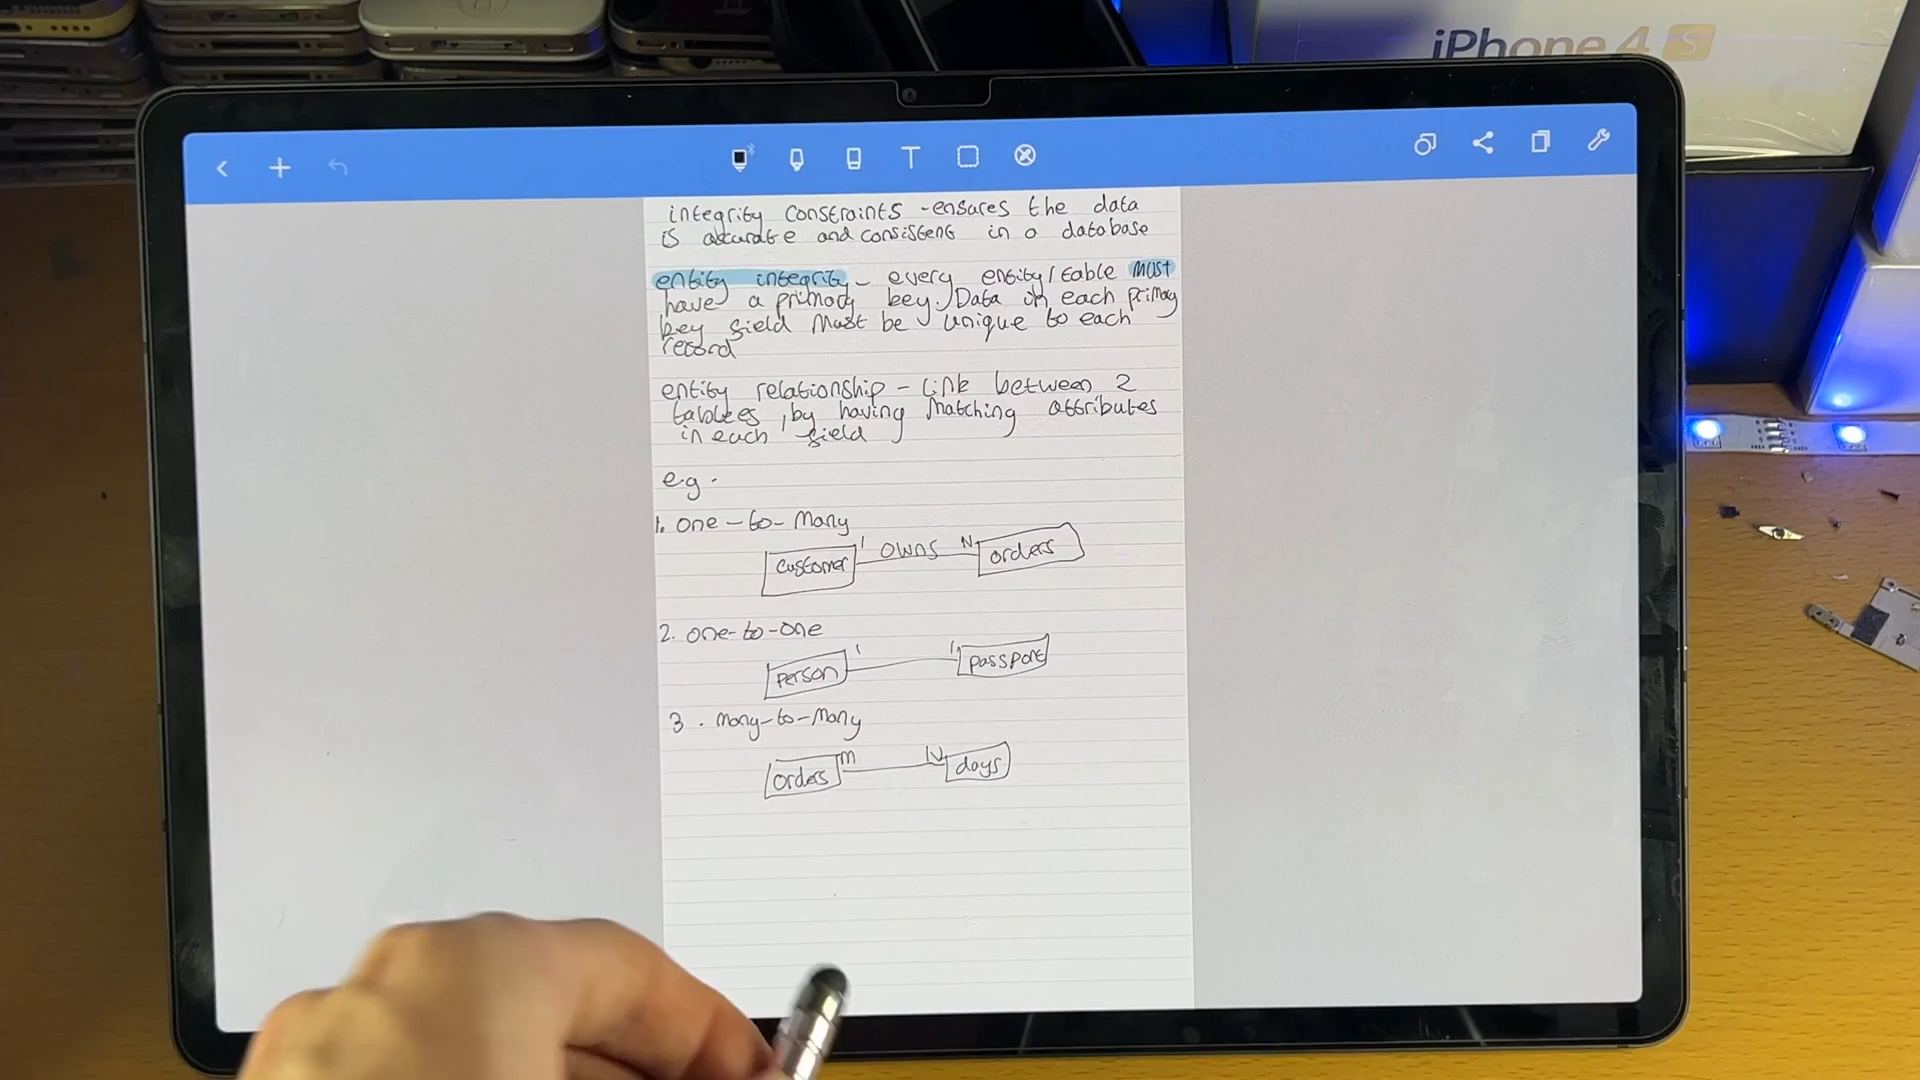 iPhone 4S
T
integrity constraints - ensures the data
is accurate and consistent in a database
entity integrity - every entity/table must
have a primary key. Data in each primary
key field must be unique to each
record
entity relationship - link between 2
tables, by having matching attributes
in each field
e.g.
1. one-to-many
customer 1 owns N orders
2. one-to-one
person 1 1 passport
3. many-to-many
orders m N days